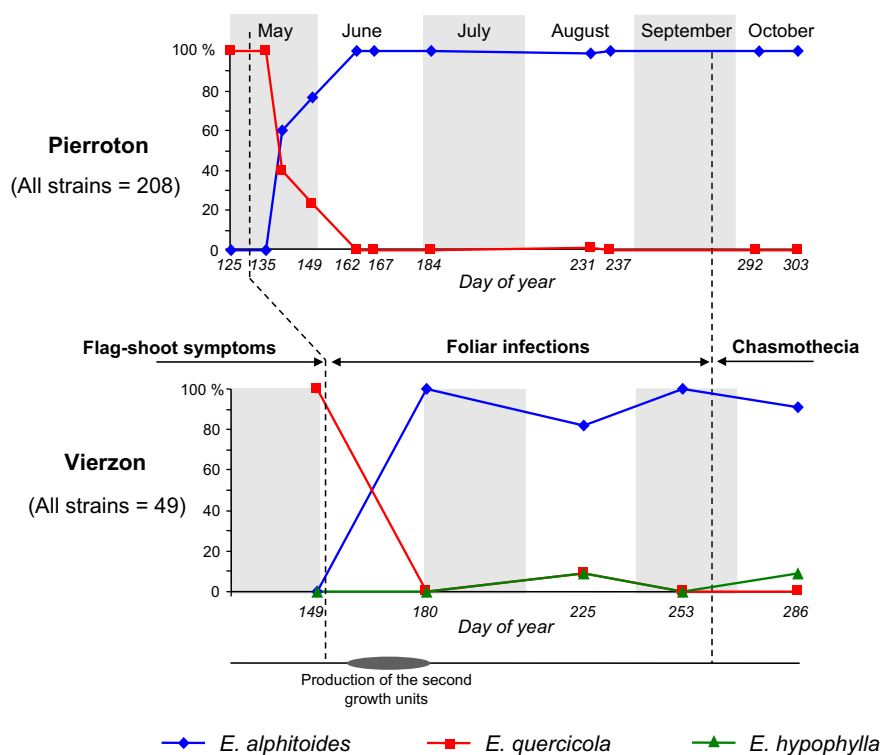 May June July August September October
100 %
80
60
40
20
0
Pierroton
(All strains = 208)
125 135 149 162 167 184 231 237 292 303
Day of year
Flag-shoot symptoms Foliar infections Chasmothecia
100 %
80
60
40
20
0
Vierzon
(All strains = 49)
149 180 225 253 286
Day of year
Production of the second
growth units
E. alphitoides E. quercicola E. hypophylla